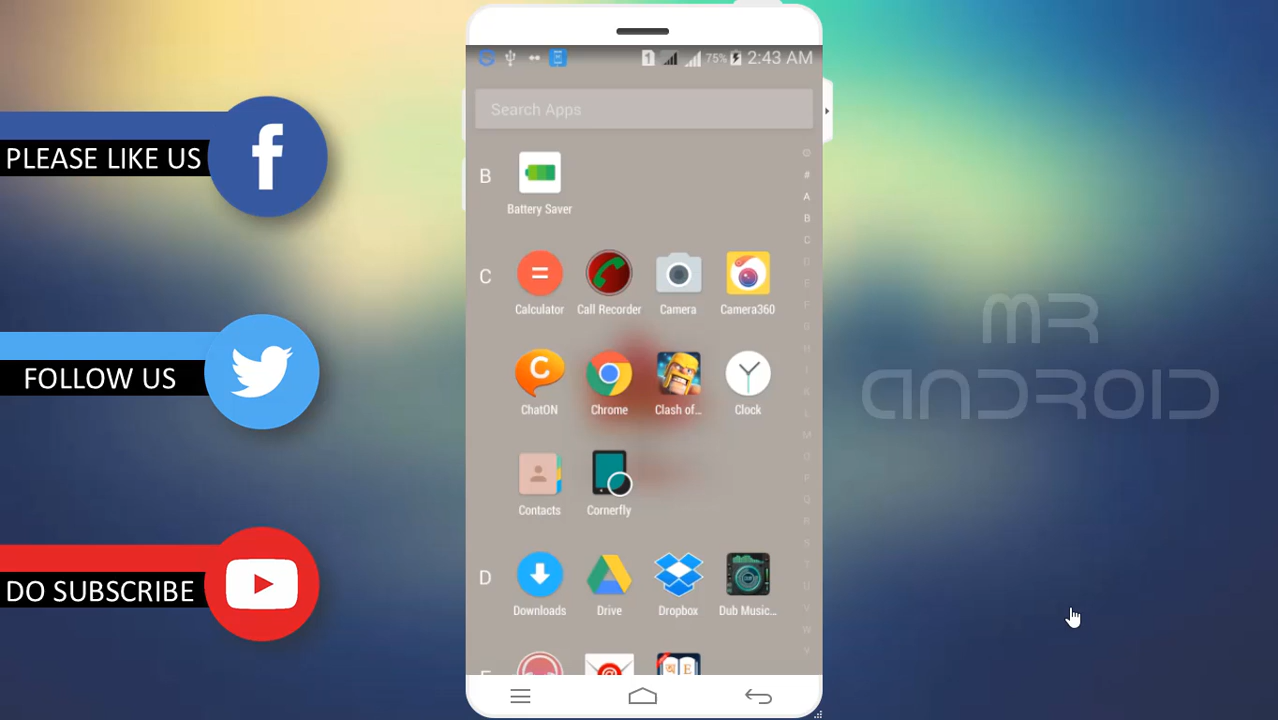 PLEASE LIKE US
FOLLOW US
DO SUBSCRIBE
1 75% 2:43 AM
Search Apps
B
Battery Saver
C
Calculator Call Recorder Camera Camera360
ChatON Chrome Clash of... Clock
Contacts Cornerfly
D
Downloads Drive Dropbox Dub Music...
#
A
B
C
D
E
F
G
H
I
J
K
L
M
O
P
Q
R
S
T
U
V
W
Y
MR
ANDROID